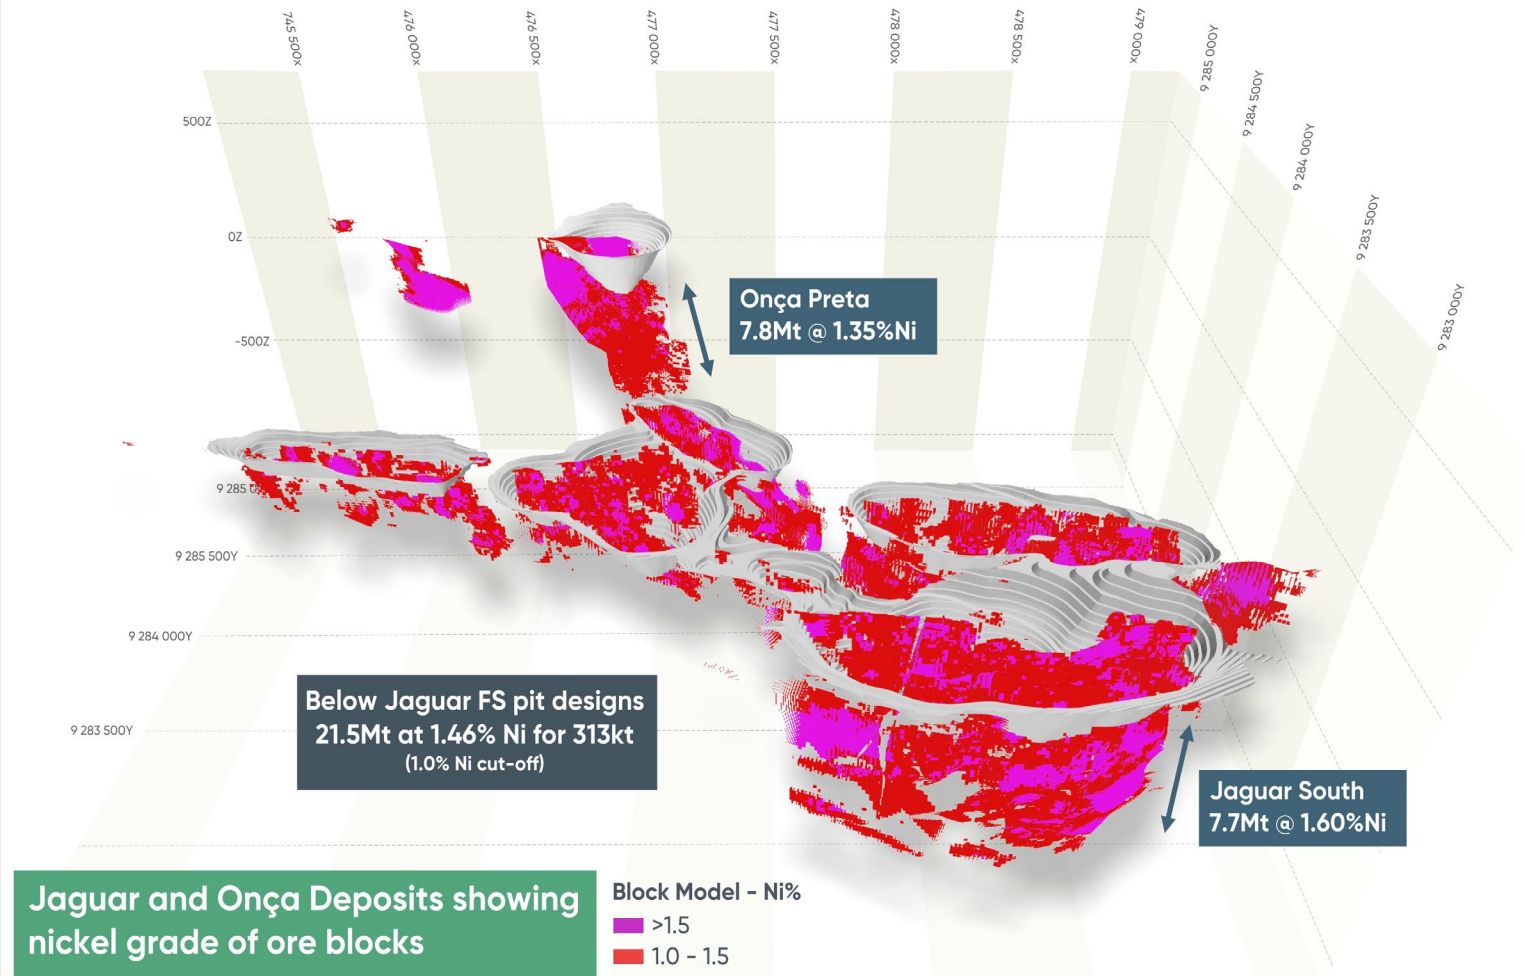 745 500x
476 000x
476 500x
477 000x
477 500x
478 000x
478 500x
479 000x
9 285 000Y
9 284 500Y
9 284 000Y
9 283 500Y
9 283 000Y
500Z
0Z
-500Z
9 285 0
9 285 500Y
9 284 000Y
9 283 500Y
Onça Preta
7.8Mt @ 1.35%Ni
Below Jaguar FS pit designs
21.5Mt at 1.46% Ni for 313kt
(1.0% Ni cut-off)
Jaguar South
7.7Mt @ 1.60%Ni
Jaguar and Onça Deposits showing
nickel grade of ore blocks
Block Model - Ni%
>1.5
1.0 - 1.5